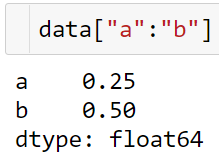 data["a":"b"]
a    0.25
b    0.50
dtype: float64